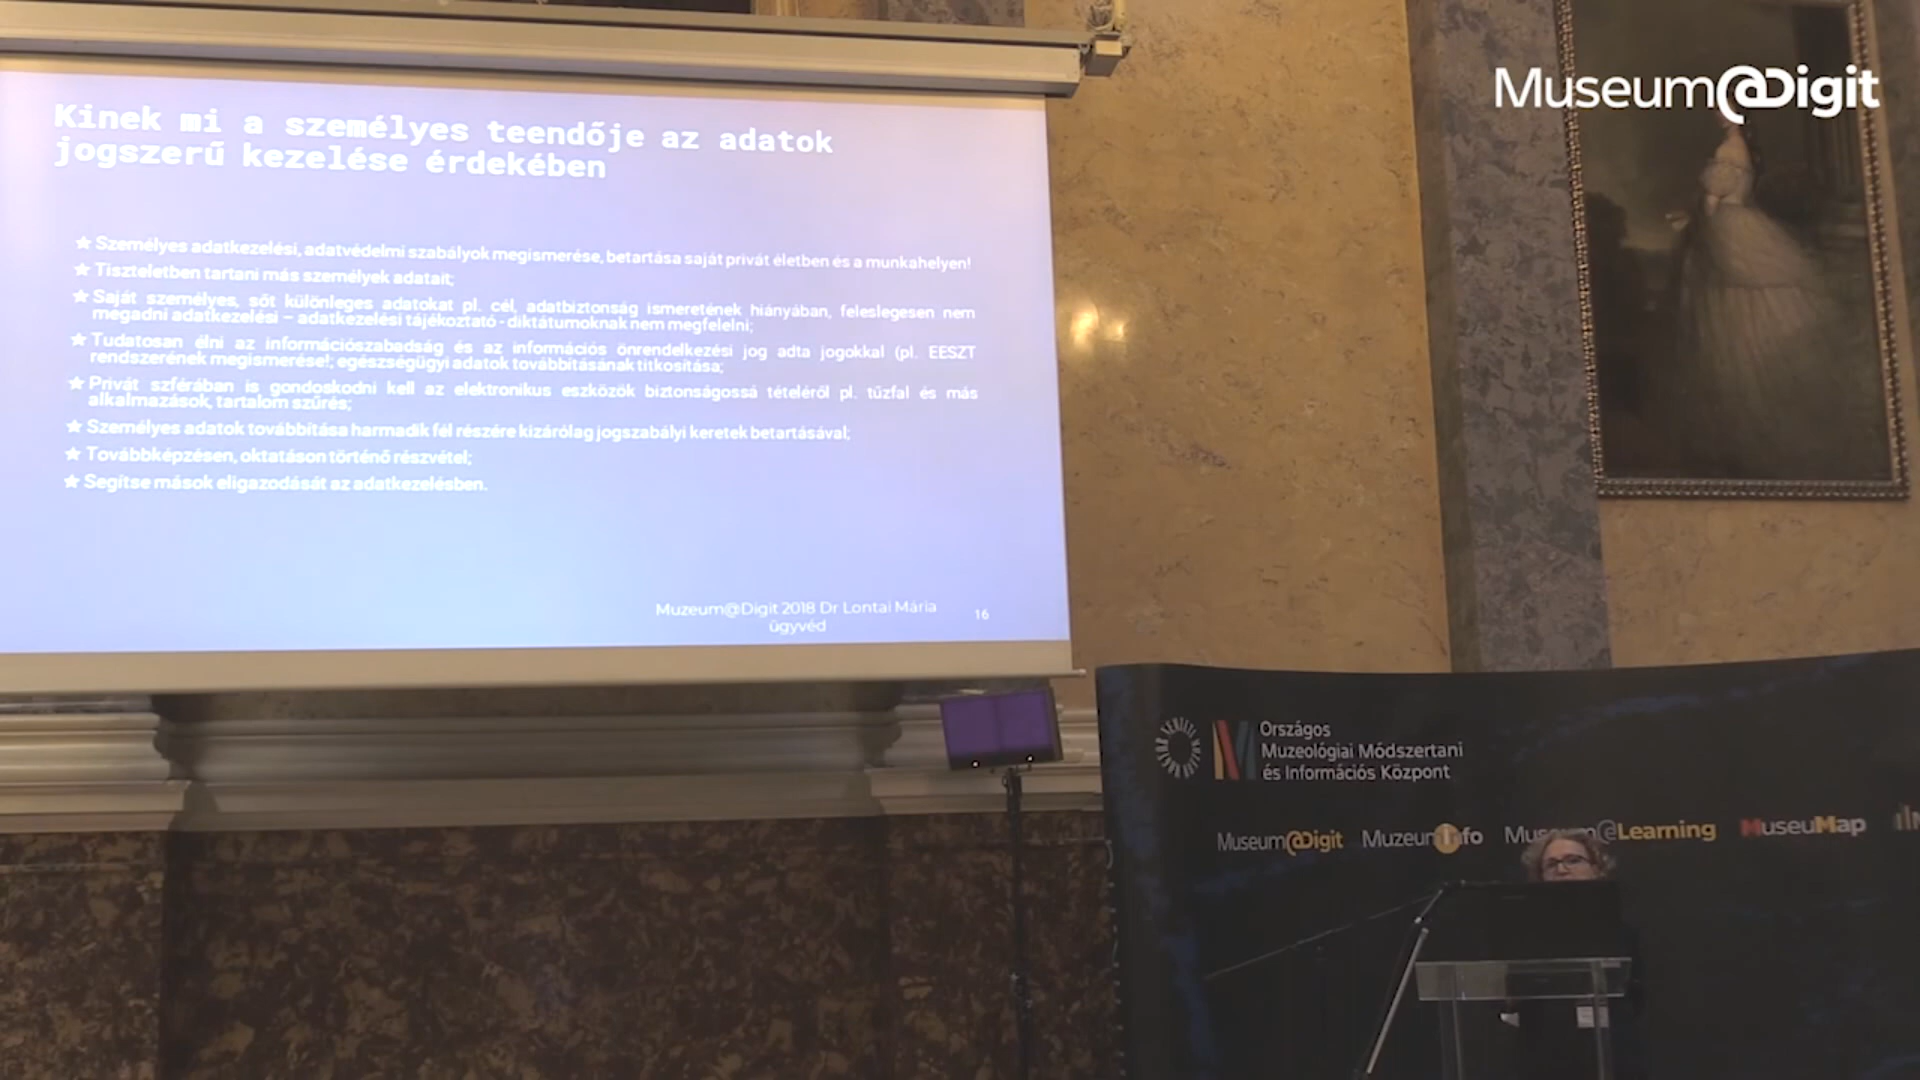 Museum@Digit
Kinek mi a személyes teendője az adatok
jogszerű kezelése érdekében
★ Személyes adatkezelési, adatvédelmi szabályok megismerése, betartása saját privát életben és a munkahelyen!
★ Tiszteletben tartani más személyek adatait;
★ Saját személyes, sőt különleges adatokat pl. cél, adatbiztonság ismeretének hiányában, feleslegesen nem
megadni adatkezelési – adatkezelési tájékoztató - diktátumoknak nem megfelelni;
★ Tudatosan élni az információszabadság és az információs önrendelkezési jog adta jogokkal (pl. EESZT
rendszerének megismerése!; egészségügyi adatok továbbításának titkosítása;
★ Privát szférában is gondoskodni kell az elektronikus eszközök biztonságossá tételéről pl. tűzfal és más
alkalmazások, tartalom szűrés;
★ Személyes adatok továbbítása harmadik fél részére kizárólag jogszabályi keretek betartásával;
★ Továbbképzésen, oktatáson történő részvétel;
★ Segítse mások eligazodását az adatkezelésben.
Muzeum@Digit 2018 Dr Lontai Mária
ügyvéd
16
Országos
Muzeológiai Módszertani
és Információs Központ
Museum@Digit MuzeumInfo Museum@eLearning MuseuMap